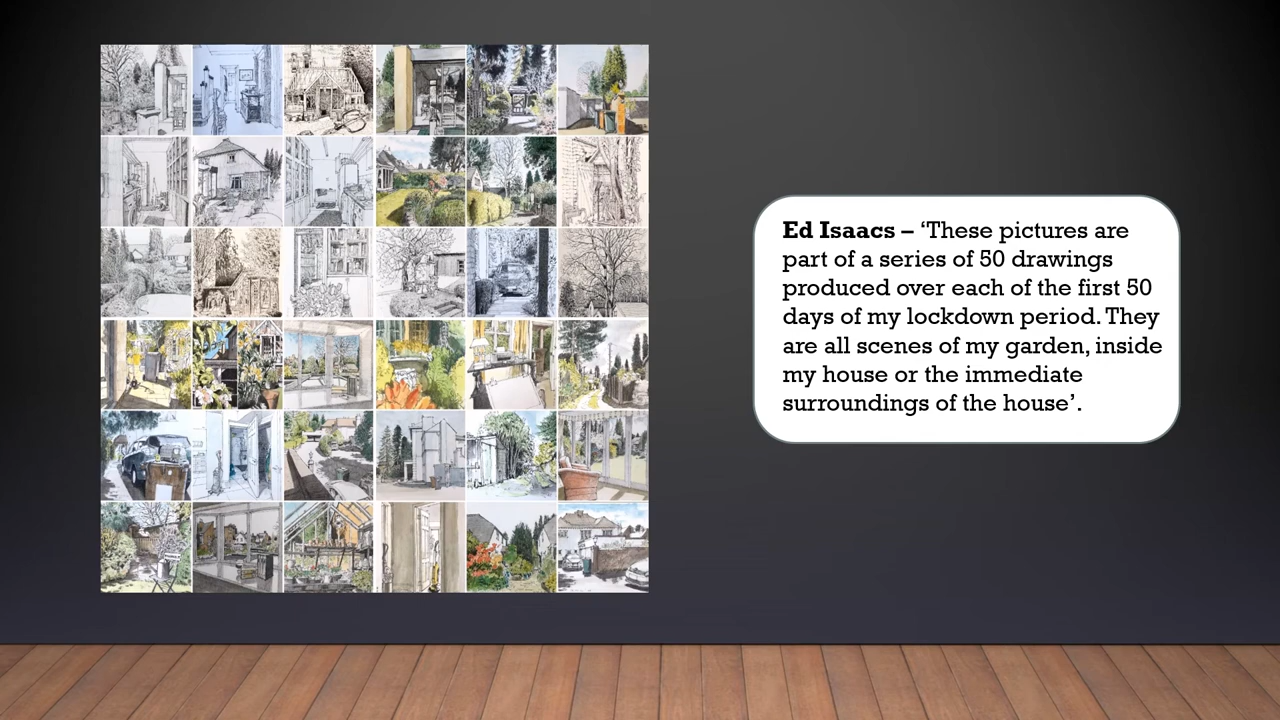 Ed Isaacs – ‘These pictures are
part of a series of 50 drawings
produced over each of the first 50
days of my lockdown period. They
are all scenes of my garden, inside
my house or the immediate
surroundings of the house’.